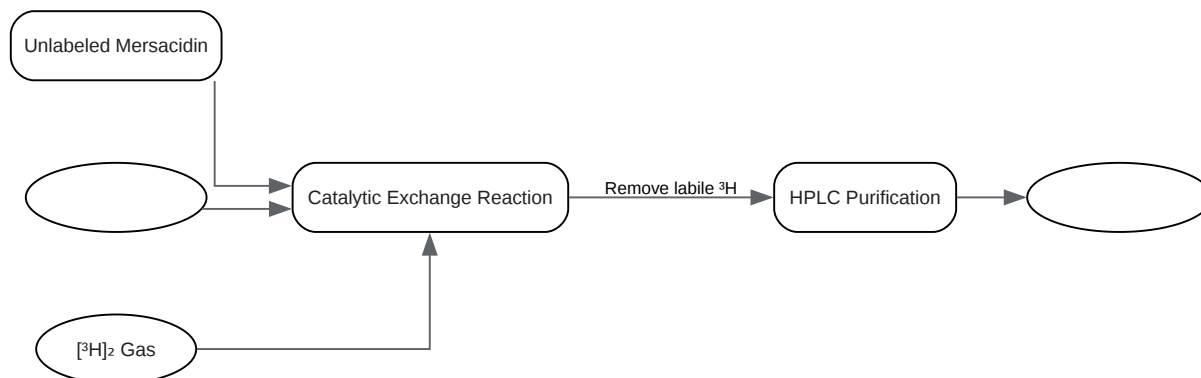 Unlabeled Mersacidin
Catalytic Exchange Reaction
Remove labile ³H
HPLC Purification
[³H]₂ Gas